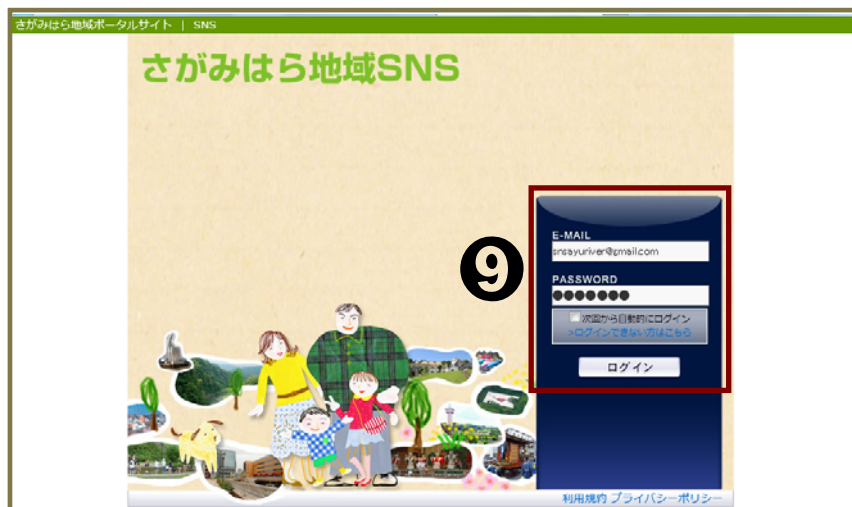 さがみはら地域ポータルサイト | SNS
さがみはら地域SNS
❾
E-MAIL
snsayuriver@gmail.com
PASSWORD
●●●●●●●
次回から自動的にログイン
>ログインできない方はこちら
ログイン
利用規約 プライバシーポリシー